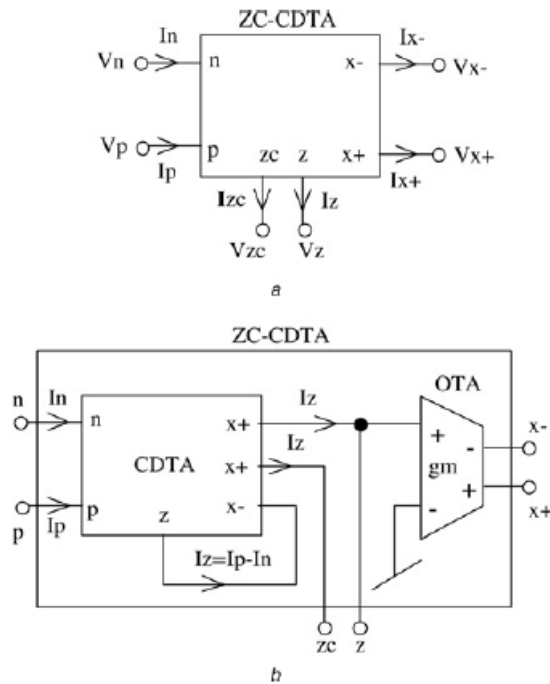 ZC-CDTA
In
Ix-
Vn
n
x-
Vx-
Vp
p
zc
z
x+
Vx+
Ip
Izc
Iz
Ix+
Vzc
Vz
a
ZC-CDTA
n
In
Iz
OTA
n
x+
Iz
+
-
x-
CDTA
x+
gm
p
Ip
p
z
x-
-
+
x+
Iz=Ip-In
zc
z
b